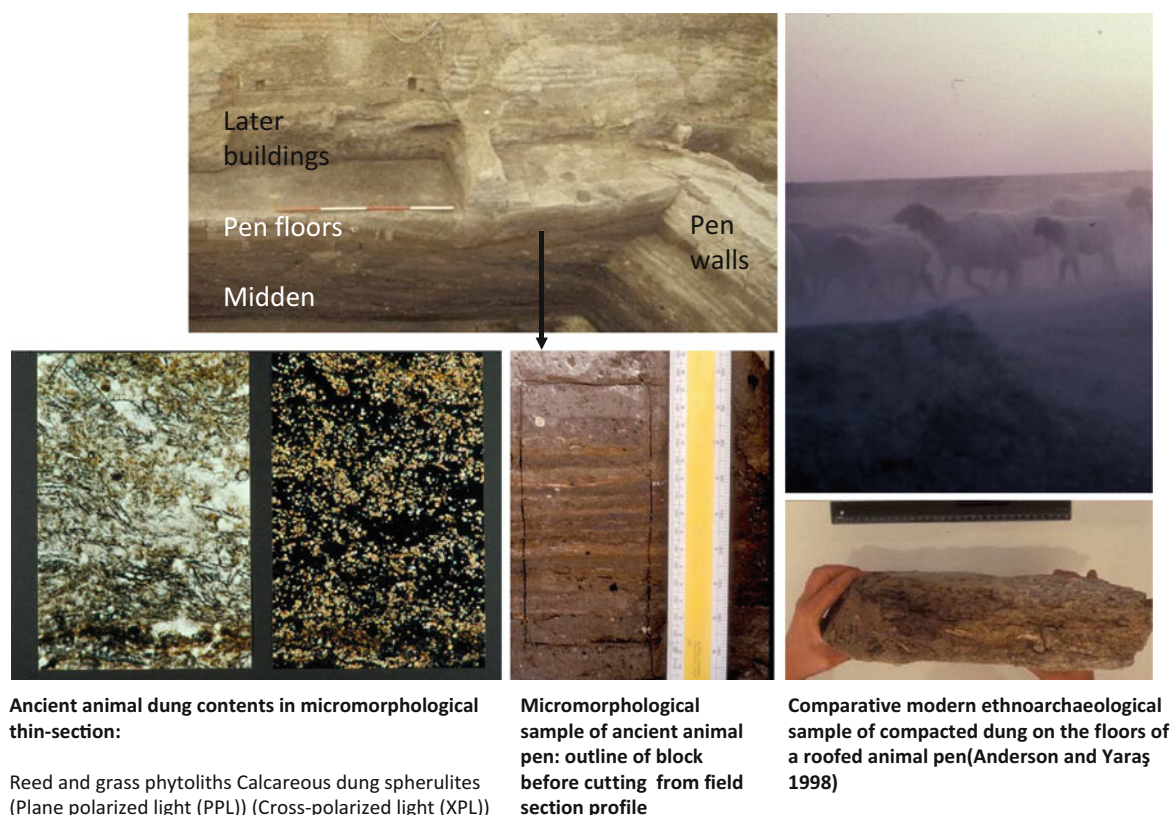 Later
buildings
Pen floors
Pen
walls
Midden
Ancient animal dung contents in micromorphological
thin-section:
Reed and grass phytoliths Calcareous dung spherulites
(Plane polarized light (PPL)) (Cross-polarized light (XPL))
Micromorphological
sample of ancient animal
pen: outline of block
before cutting from field
section profile
Comparative modern ethnoarchaeological
sample of compacted dung on the floors of
a roofed animal pen(Anderson and Yaraş
1998)